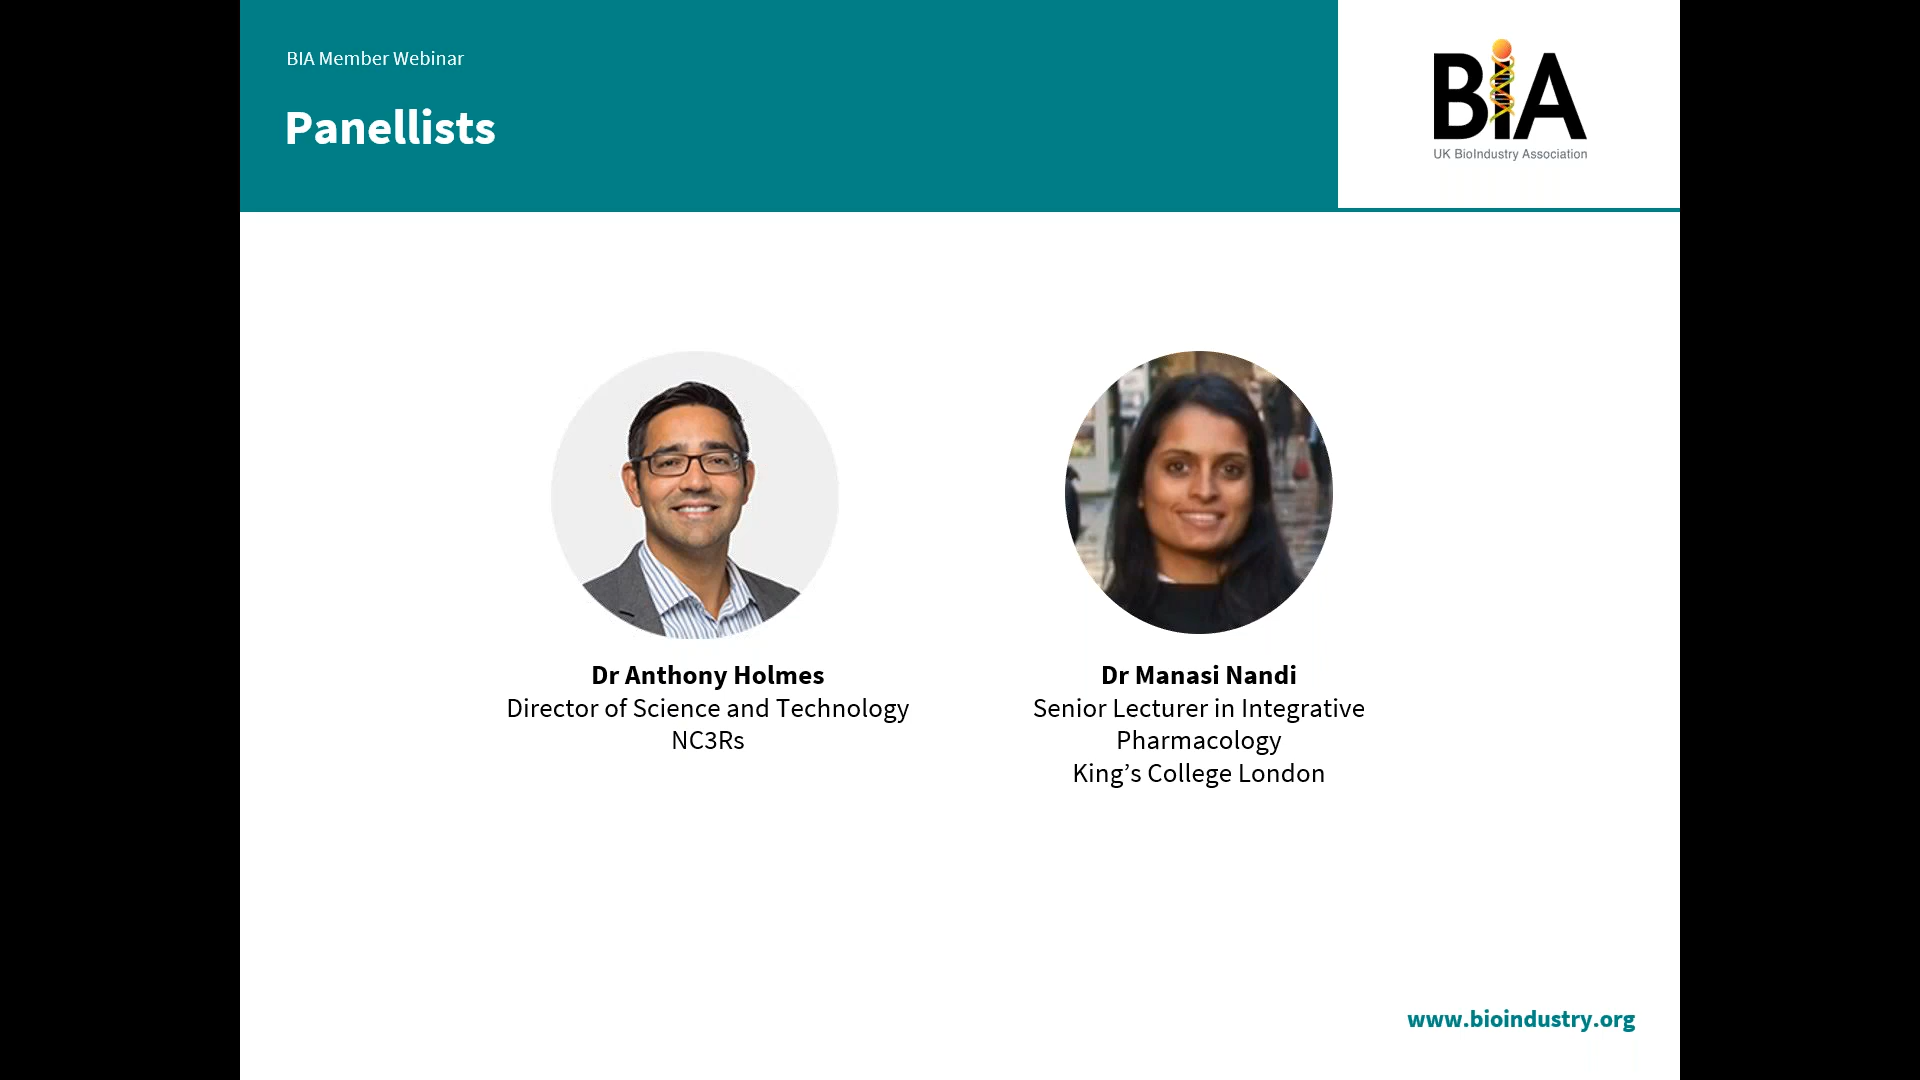 BIA Member Webinar
Panellists
BIA
UK BioIndustry Association
Dr Anthony Holmes
Director of Science and Technology
NC3Rs
Dr Manasi Nandi
Senior Lecturer in Integrative
Pharmacology
King’s College London
www.bioindustry.org